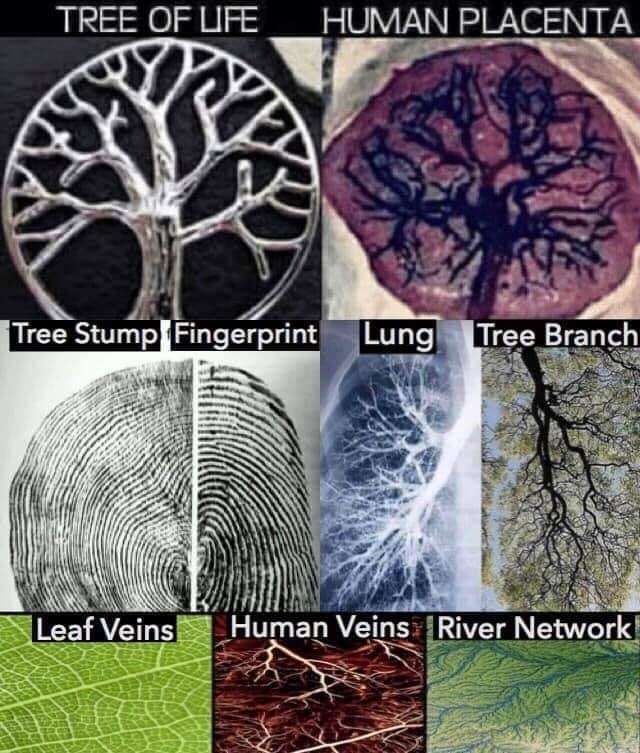 TREE OF LIFE
HUMAN PLACENTA
Tree Stump
Fingerprint
Lung
Tree Branch
Leaf Veins
Human Veins
River Network